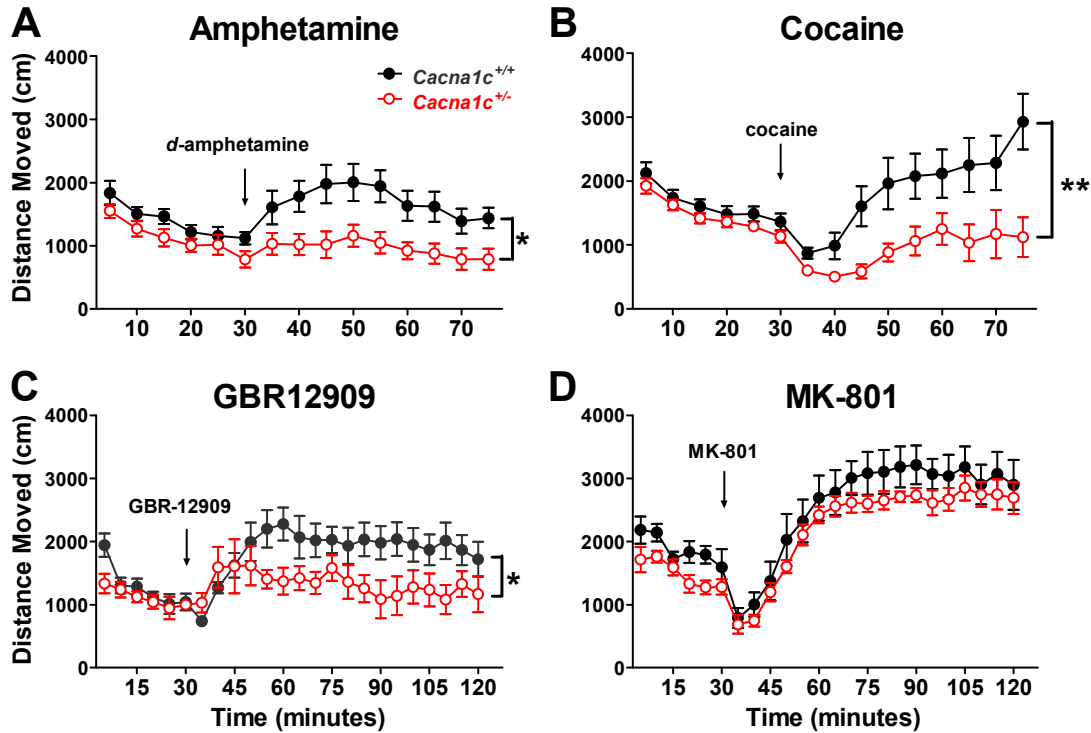 A
Amphetamine
Distance Moved (cm)
4000
3000
2000
1000
0
Cacna1c+/+
Cacna1c+/-
d-amphetamine
*
10 20 30 40 50 60 70
B
Cocaine
4000
3000
2000
1000
0
cocaine
**
10 20 30 40 50 60 70
C
GBR12909
Distance Moved (cm)
4000
3000
2000
1000
0
GBR-12909
*
15 30 45 60 75 90 105 120
Time (minutes)
D
MK-801
4000
3000
2000
1000
0
MK-801
15 30 45 60 75 90 105 120
Time (minutes)